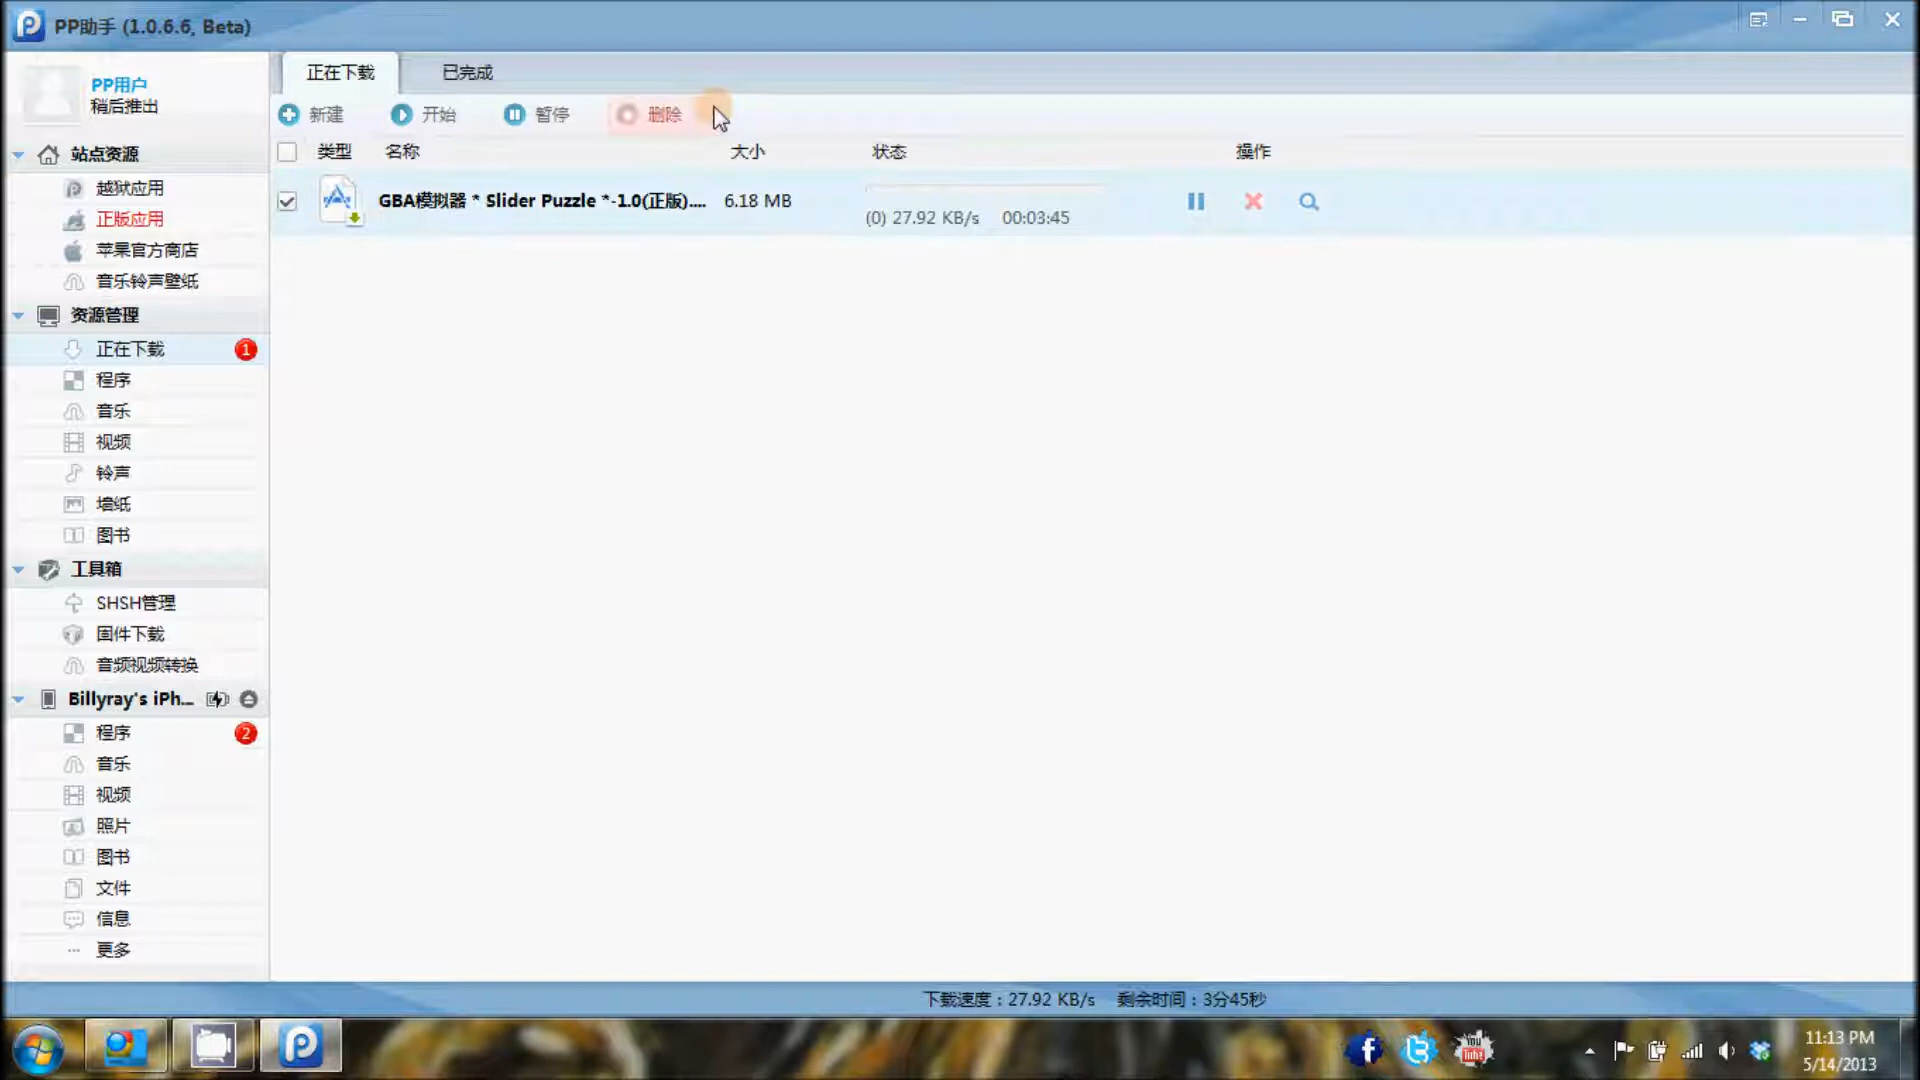 PP助手 (1.0.6.6, Beta)
PP用户
稍后推出
站点资源
越狱应用
正版应用
苹果官方商店
音乐铃声壁纸
资源管理
正在下载 1
程序
音乐
视频
铃声
墙纸
图书
工具箱
SHSH管理
固件下载
音频视频转换
Billyray's iPh...
程序 2
音乐
视频
照片
图书
文件
信息
更多
正在下载 已完成
新建 开始 暂停 删除
类型 名称 大小 状态 操作
GBA模拟器 * Slider Puzzle *-1.0(正版).... 6.18 MB
(0) 27.92 KB/s 00:03:45
下载速度：27.92 KB/s 剩余时间：3分45秒
You
Tube
11:13 PM
5/14/2013